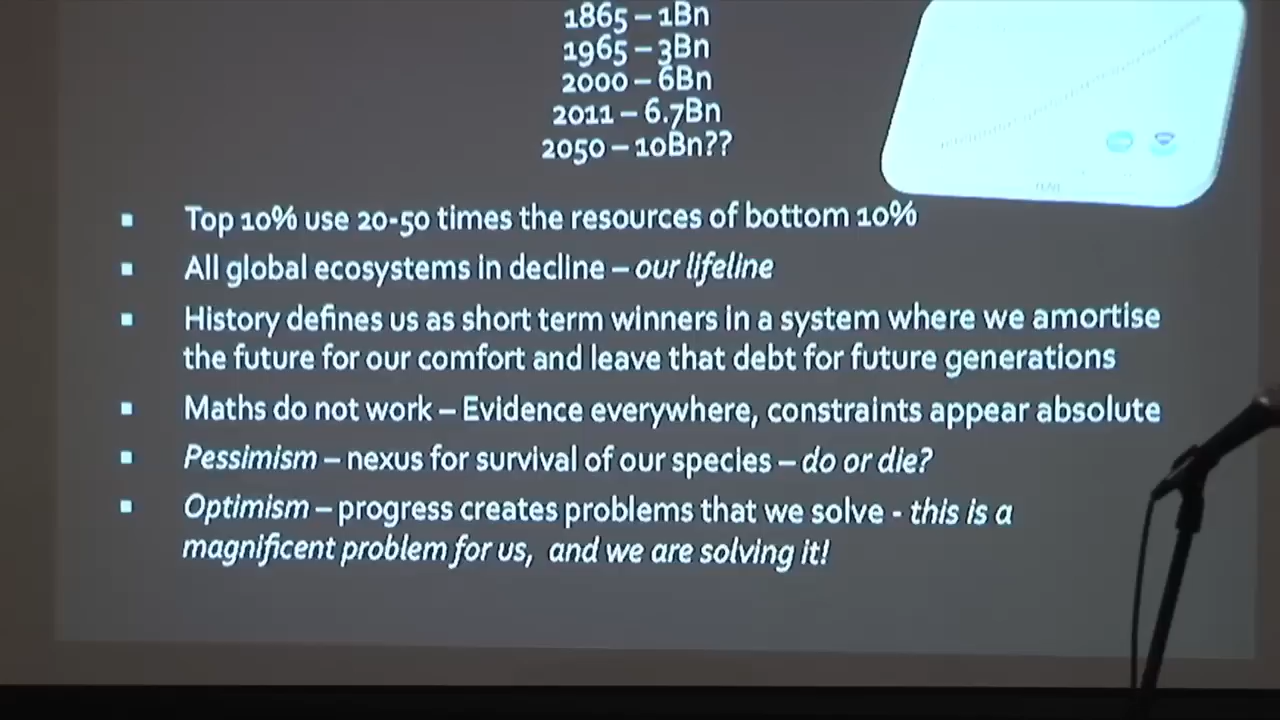 1865 – 1Bn
1965 – 3Bn
2000 – 6Bn
2011 – 6.7Bn
2050 – 10Bn??
▪ Top 10% use 20-50 times the resources of bottom 10%
▪ All global ecosystems in decline – our lifeline
▪ History defines us as short term winners in a system where we amortise
the future for our comfort and leave that debt for future generations
▪ Maths do not work – Evidence everywhere, constraints appear absolute
▪ Pessimism – nexus for survival of our species – do or die?
▪ Optimism – progress creates problems that we solve - this is a
magnificent problem for us, and we are solving it!